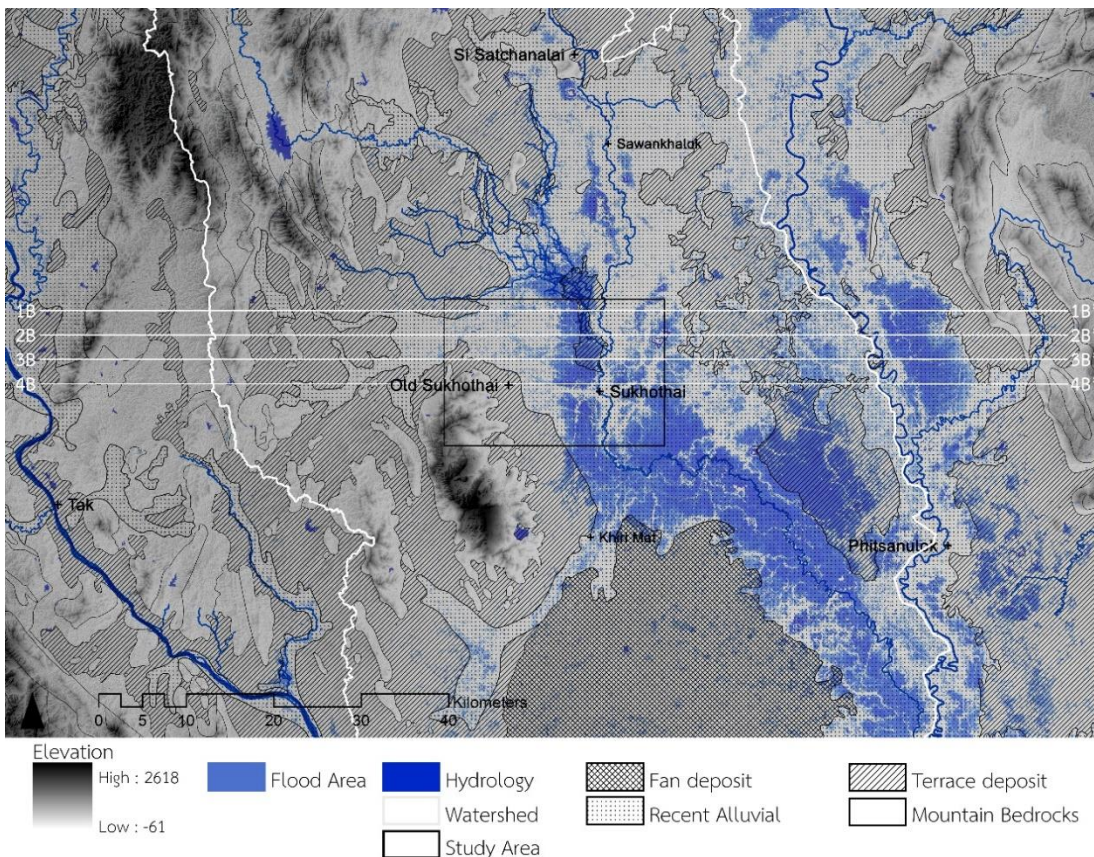 Si Satchanalai
Sawankhalok
1B 1B
2B 2B
3B 3B
4B 4B
Old Sukhothai
Sukhothai
Tak
Khiri Mat
Phitsanulok
Kilometers
0 5 10 20 30 40
Elevation
High : 2618
Low : -61
Flood Area
Hydrology
Watershed
Study Area
Fan deposit
Recent Alluvial
Terrace deposit
Mountain Bedrocks